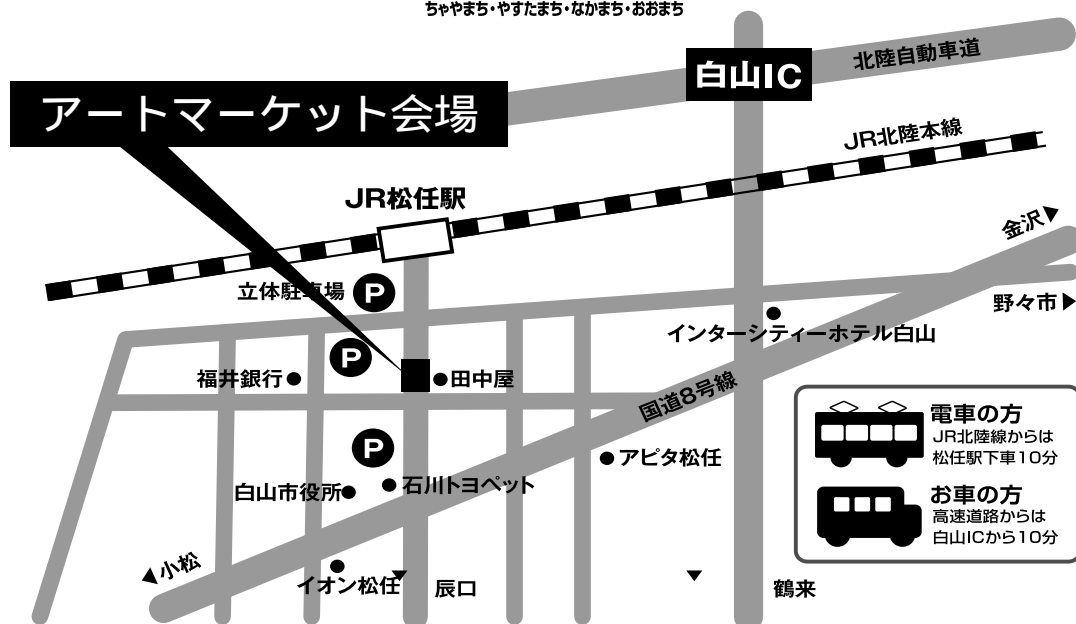 ちゃやまち・やすたまち・なかまち・おおまち
北陸自動車道
白山IC
アートマーケット会場
JR北陸本線
JR松任駅
金沢▶
立体駐車場
P
野々市▶
インターシティーホテル白山
P
福井銀行
田中屋
国道8号線
電車の方
JR北陸線からは
松任駅下車10分
P
アピタ松任
白山市役所
石川トヨペット
お車の方
高速道路からは
白山ICから10分
◀小松
イオン松任
▼
辰口
▼
鶴来